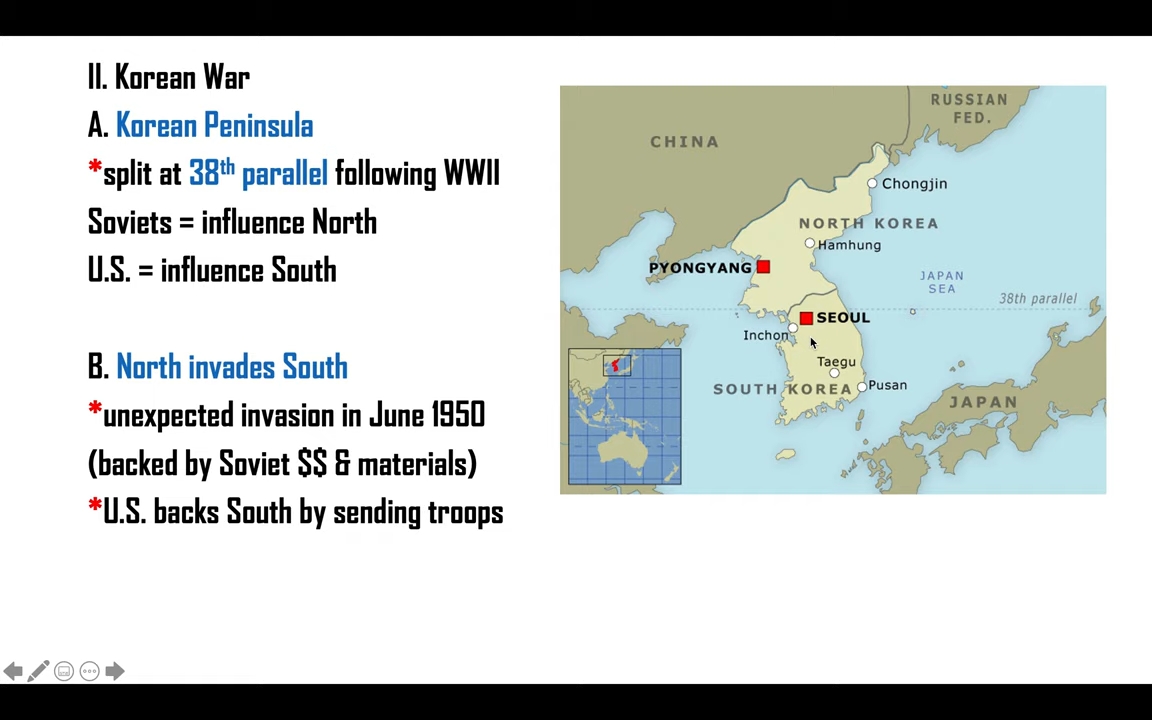 II. Korean War
A. Korean Peninsula
*split at 38th parallel following WWII
Soviets = influence North
U.S. = influence South
B. North invades South
*unexpected invasion in June 1950
(backed by Soviet $$ & materials)
*U.S. backs South by sending troops
RUSSIAN
FED.
CHINA
Chongjin
NORTH KOREA
Hamhung
PYONGYANG
JAPAN
SEA
38th parallel
SEOUL
Inchon
Taegu
SOUTH KOREA
Pusan
JAPAN